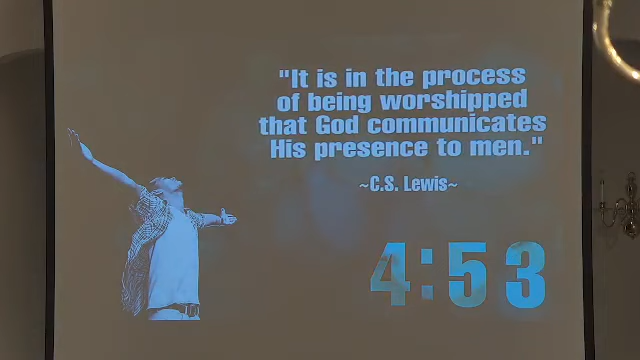 "It is in the process
of being worshipped
that God communicates
His presence to men."
~C.S. Lewis~
4:53